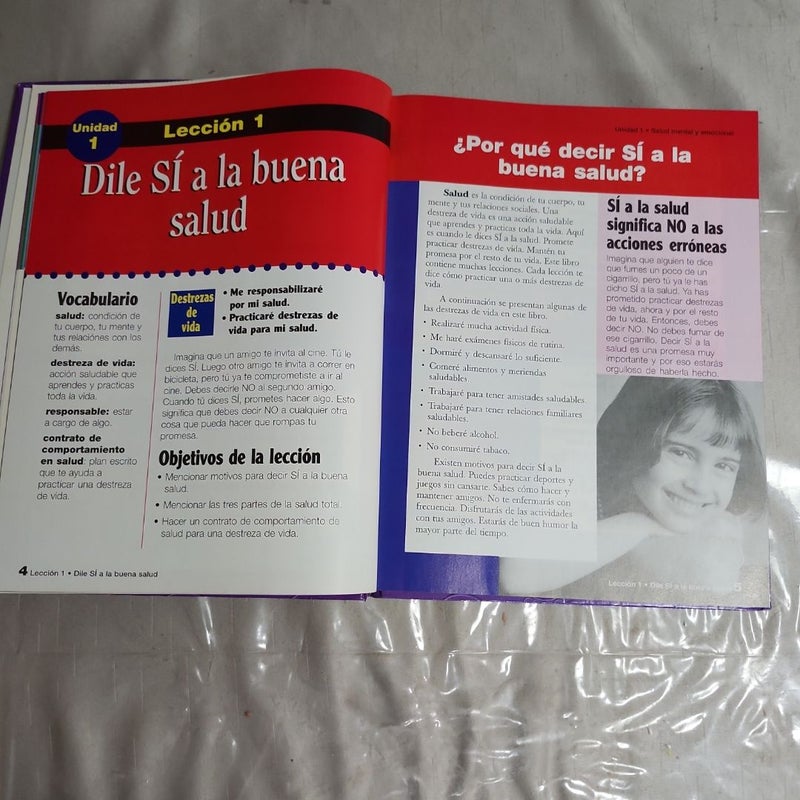 Unidad
1
Lección 1
Dile SÍ a la buena
salud
Vocabulario
salud: condición de
tu cuerpo, tu mente y
tus relaciones con los
demás.
destreza de vida:
acción saludable que
aprendes y practicas
toda la vida.
responsable: estar
a cargo de algo.
contrato de
comportamiento
en salud: plan escrito
que te ayuda a
practicar una destreza
de vida.
Destrezas
de
vida
• Me responsabilizaré
por mi salud.
• Practicaré destrezas de
vida para mi salud.
Imagina que un amigo te invita al cine. Tú le
dices SÍ. Luego otro amigo te invita a correr en
bicicleta, pero tú ya te comprometiste a ir al
cine. Debes decirle NO al segundo amigo.
Cuando tú dices SÍ, prometes hacer algo. Esto
significa que debes decir NO a cualquier otra
cosa que pueda hacer que rompas tu
promesa.
Objetivos de la lección
• Mencionar motivos para decir SÍ a la buena
salud.
• Mencionar las tres partes de la salud total.
• Hacer un contrato de comportamiento de
salud para una destreza de vida.
4 Lección 1 • Dile SÍ a la buena salud
Unidad 1 • Salud mental y emocional
¿Por qué decir SÍ a la
buena salud?
Salud es la condición de tu cuerpo, tu
mente y tus relaciones sociales. Una
destreza de vida es una acción saludable
que aprendes y practicas toda la vida. Aquí
es cuando le dices SÍ a la salud. Promete
practicar destrezas de vida. Mantén tu
promesa por el resto de tu vida. Este libro
contiene muchas lecciones. Cada lección te
dice cómo practicar una o más destrezas de
vida.
A continuación se presentan algunas de
las destrezas de vida en este libro.
• Realizaré mucha actividad física.
• Me haré exámenes físicos de rutina.
• Dormiré y descansaré lo suficiente.
• Comeré alimentos y meriendas
saludables
• Trabajaré para tener amistades saludables.
• Trabajaré para tener relaciones familiares
saludables.
• No beberé alcohol.
• No consumiré tabaco.
Existen motivos para decir SÍ a la
buena salud. Puedes practicar deportes y
juegos sin cansarte. Sabes cómo hacer y
mantener amigos. No te enfermarás con
frecuencia. Disfrutarás de las actividades
con tus amigos. Estarás de buen humor la
mayor parte del tiempo.
SÍ a la salud
significa NO a las
acciones erróneas
Imagina que alguien te dice
que fumes un poco de un
cigarrillo, pero tú ya le has
dicho SÍ a la salud. Ya has
prometido practicar destrezas
de vida, ahora y por el resto
de tu vida. Entonces, debes
decir NO. No debes fumar de
ese cigarrillo. Decir SÍ a la
salud es una promesa muy
importante y por eso estarás
orgulloso de haberla hecho.
Lección 1 • Dile SÍ a la buena salud 5